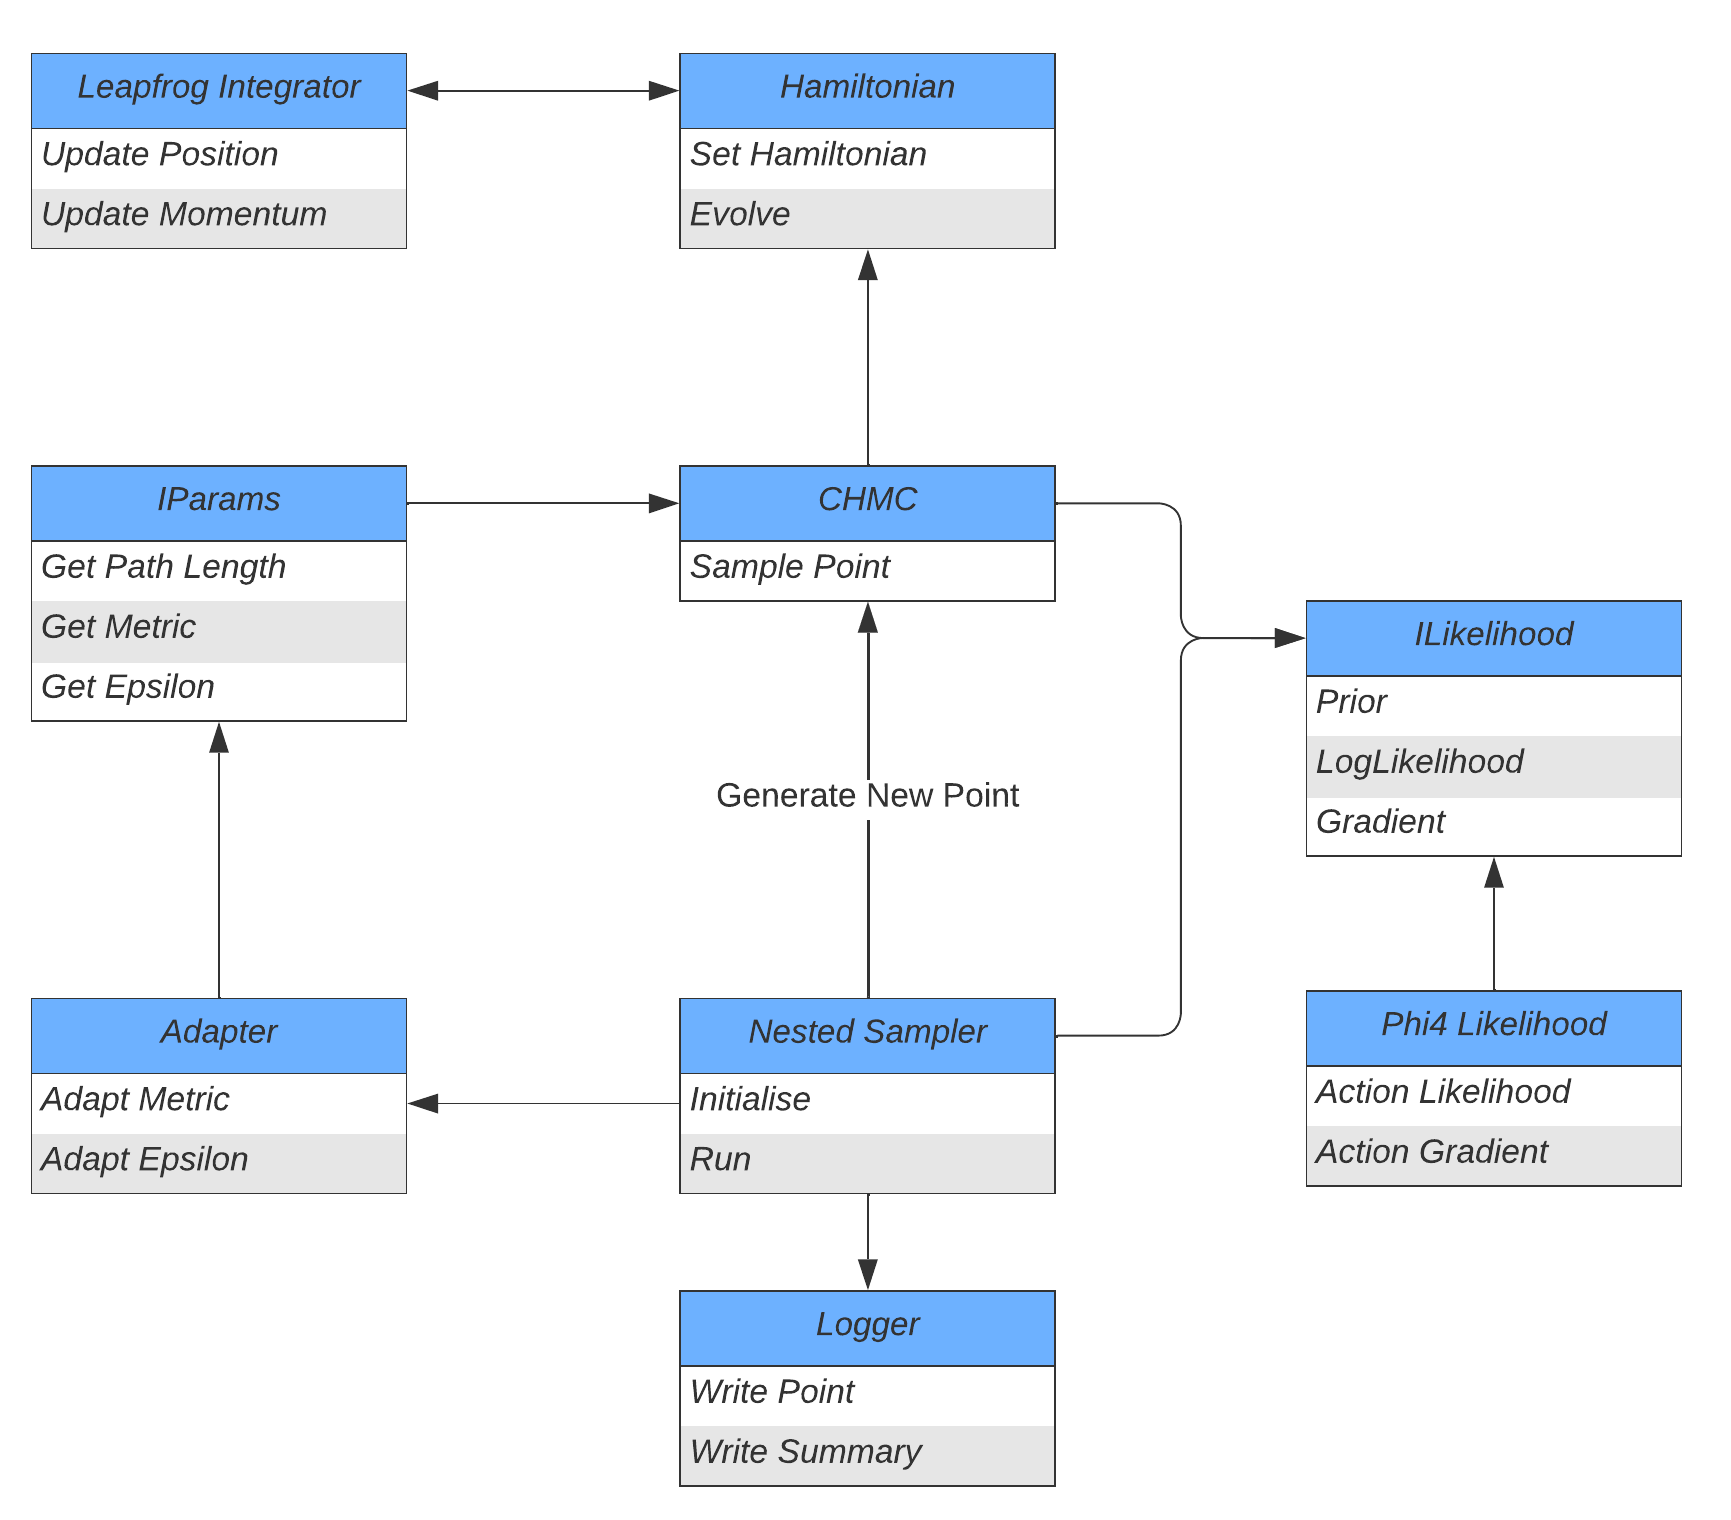 Leapfrog Integrator
Update Position
Update Momentum
Hamiltonian
Set Hamiltonian
Evolve
IParams
Get Path Length
Get Metric
Get Epsilon
CHMC
Sample Point
ILikelihood
Prior
LogLikelihood
Gradient
Generate New Point
Adapter
Adapt Metric
Adapt Epsilon
Nested Sampler
Initialise
Run
Phi4 Likelihood
Action Likelihood
Action Gradient
Logger
Write Point
Write Summary